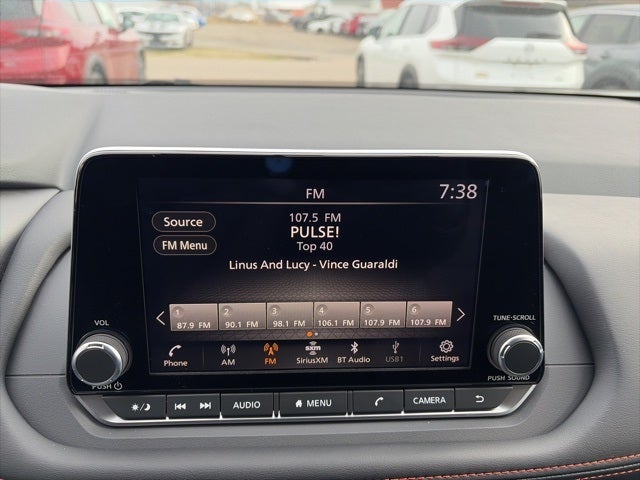 FM
7:38
Source
107.5 FM
FM Menu
PULSE!
Top 40
Linus And Lucy - Vince Guaraldi
1 2 3 4 5 6
87.9 FM 90.1 FM 98.1 FM 106.1 FM 107.9 FM 107.9 FM
VOL
TUNE·SCROLL
sxm
Phone AM FM SiriusXM BT Audio USB1 Settings
PUSH
PUSH SOUND
AUDIO MENU CAMERA